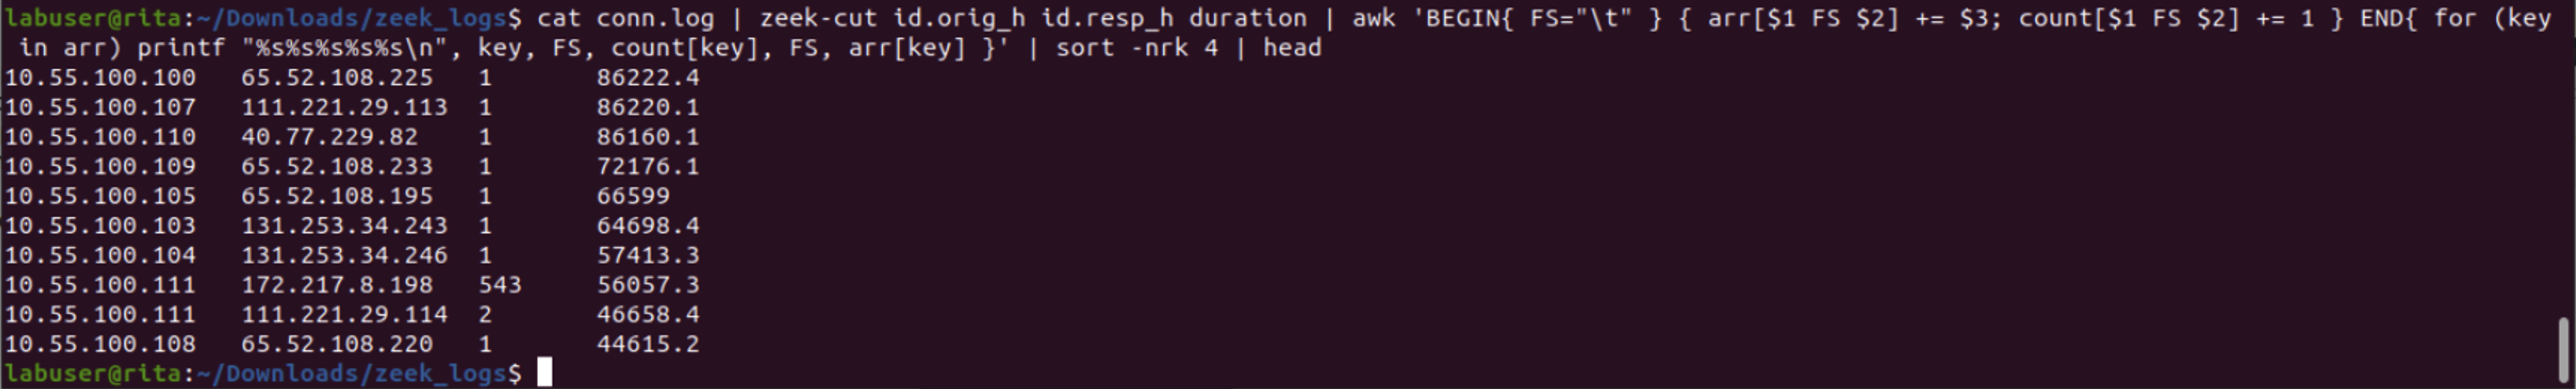 labuser@rita:~/Downloads/zeek_logs$ cat conn.log | zeek-cut id.orig_h id.resp_h duration | awk 'BEGIN{ FS="\t" } { arr[$1 FS $2] += $3; count[$1 FS $2] += 1 } END{ for (key
 in arr) printf "%s%s%s%s%s\n", key, FS, count[key], FS, arr[key] }' | sort -nrk 4 | head
10.55.100.100	65.52.108.225	1	86222.4
10.55.100.107	111.221.29.113	1	86220.1
10.55.100.110	40.77.229.82	1	86160.1
10.55.100.109	65.52.108.233	1	72176.1
10.55.100.105	65.52.108.195	1	66599
10.55.100.103	131.253.34.243	1	64698.4
10.55.100.104	131.253.34.246	1	57413.3
10.55.100.111	172.217.8.198	543	56057.3
10.55.100.111	111.221.29.114	2	46658.4
10.55.100.108	65.52.108.220	1	44615.2
labuser@rita:~/Downloads/zeek_logs$